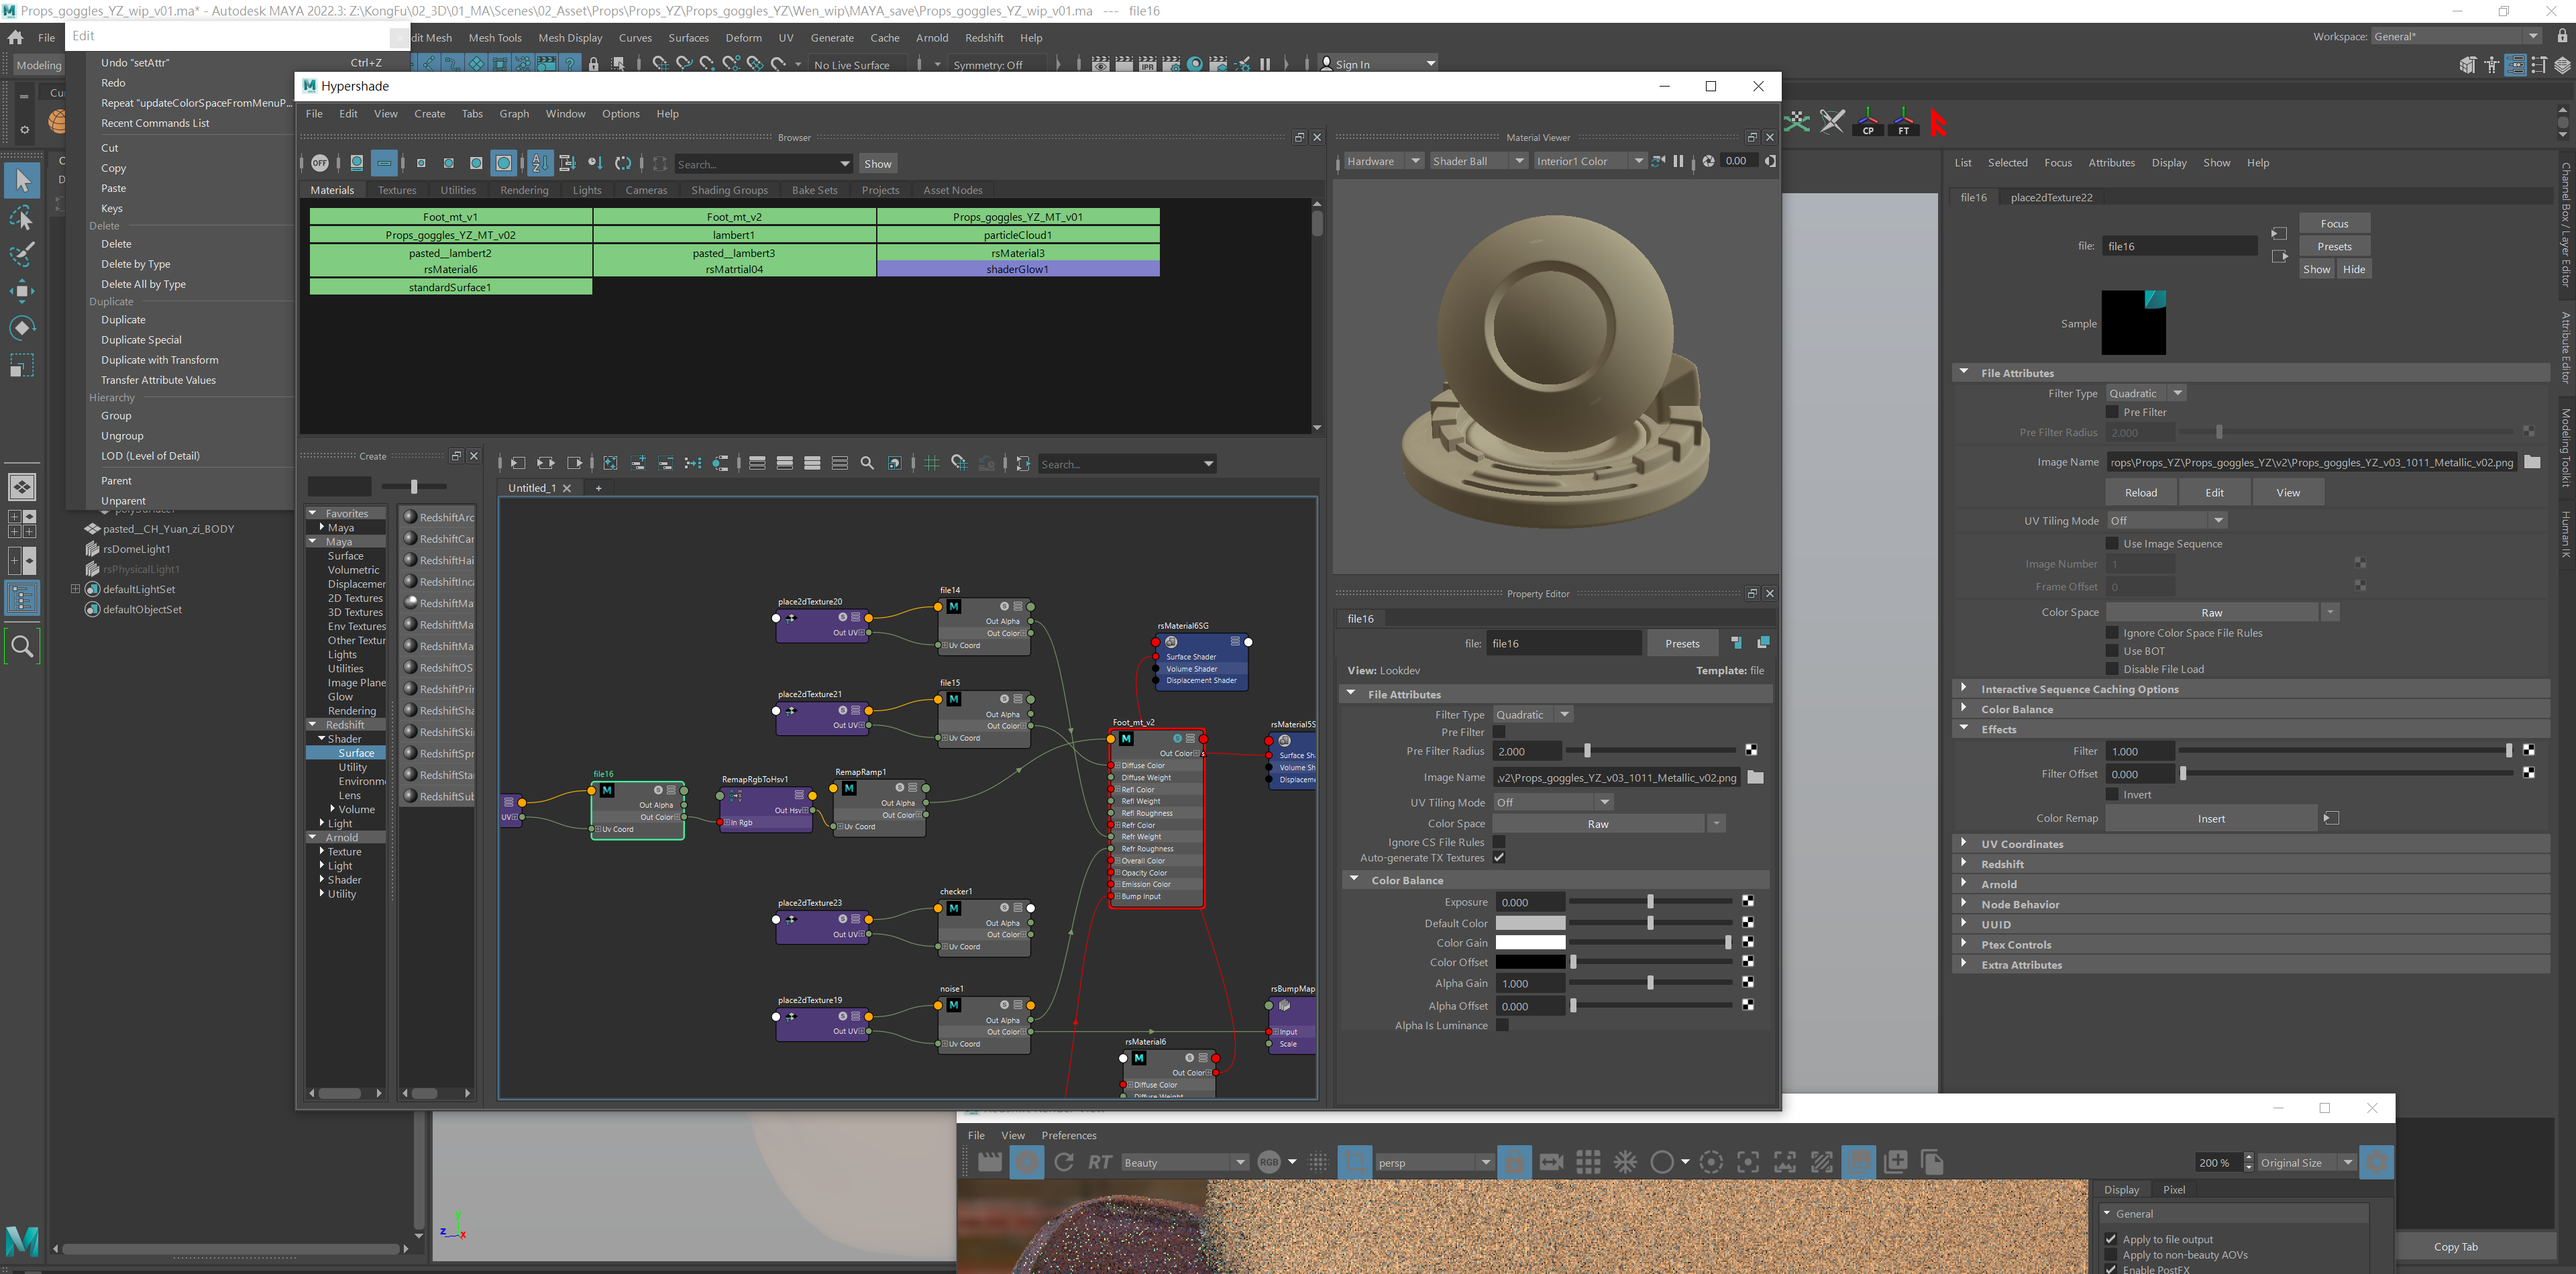 Props_goggles_YZ_wip_v01.ma* - Autodesk MAYA 2022.3: Z:\KongFu\02_3D\01_MA\Scenes\02_Asset\Props\Props_YZ\Props_goggles_YZ\Wen_wip\MAYA_save\Props_goggles_YZ_wip_v01.ma --- file16
File
Edit
dit Mesh Mesh Tools Mesh Display Curves Surfaces Deform UV Generate Cache Arnold Redshift Help
Workspace: General*
Modeling
No Live Surface Symmetry: Off Sign In
Undo "setAttr" Ctrl+Z
Redo
Repeat "updateColorSpaceFromMenuP...
Recent Commands List
Cut
Copy
Paste
Keys
Delete
Delete
Delete by Type
Delete All by Type
Duplicate
Duplicate
Duplicate Special
Duplicate with Transform
Transfer Attribute Values
Hierarchy
Group
Ungroup
LOD (Level of Detail)
Parent
Unparent
pasted__CH_Yuan_zi_BODY
rsDomeLight1
rsPhysicalLight1
defaultLightSet
defaultObjectSet
Hypershade
File Edit View Create Tabs Graph Window Options Help
Browser
OFF Search... Show
Materials Textures Utilities Rendering Lights Cameras Shading Groups Bake Sets Projects Asset Nodes
Foot_mt_v1 Foot_mt_v2 Props_goggles_YZ_MT_v01
Props_goggles_YZ_MT_v02 lambert1 particleCloud1
pasted__lambert2 pasted__lambert3 rsMaterial3
rsMaterial6 rsMatrtial04 shaderGlow1
standardSurface1
Create
Search...
Untitled_1
Favorites
Maya
Maya
Surface
Volumetric
Displacemer
2D Textures
3D Textures
Env Textures
Other Textur
Lights
Utilities
Image Plane
Glow
Rendering
Redshift
Shader
Surface
Utility
Environm
Lens
Volume
Light
Arnold
Texture
Light
Shader
Utility
RedshiftArc
RedshiftCar
RedshiftHai
RedshiftInca
RedshiftMa
RedshiftMa
RedshiftMa
RedshiftOS
RedshiftPrin
RedshiftSha
RedshiftSki
RedshiftSpr
RedshiftSta
RedshiftSub
place2dTexture20
Out UV
file14
Out Alpha
Out Color
Uv Coord
place2dTexture21
Out UV
file15
Out Alpha
Out Color
Uv Coord
UV
file16
Out Alpha
Out Color
Uv Coord
RemapRgbToHsv1
Out Hsv
In Rgb
RemapRamp1
Out Alpha
Out Color
Uv Coord
place2dTexture23
Out UV
checker1
Out Alpha
Out Color
Uv Coord
place2dTexture19
Out UV
noise1
Out Alpha
Out Color
Uv Coord
rsMaterial6SG
Surface Shader
Volume Shader
Displacement Shader
Foot_mt_v2
Out Color
Diffuse Color
Diffuse Weight
Refl Color
Refl Weight
Refl Roughness
Refr Color
Refr Weight
Refr Roughness
Overall Color
Opacity Color
Emission Color
Bump Input
rsMaterial5S
Surface Sh
Volume Sh
Displaceme
rsBumpMap
Input
Scale
rsMaterial6
Out Color
Diffuse Color
Diffuse Weight
Material Viewer
Hardware Shader Ball Interior1 Color 0.00
Property Editor
file16
file: file16 Presets
View: Lookdev Template: file
File Attributes
Filter Type Quadratic
Pre Filter
Pre Filter Radius 2.000
Image Name .v2\Props_goggles_YZ_v03_1011_Metallic_v02.png
UV Tiling Mode Off
Color Space Raw
Ignore CS File Rules
Auto-generate TX Textures
Color Balance
Exposure 0.000
Default Color
Color Gain
Color Offset
Alpha Gain 1.000
Alpha Offset 0.000
Alpha Is Luminance
CP FT
List Selected Focus Attributes Display Show Help
file16 place2dTexture22
file: file16
Focus
Presets
Show Hide
Sample
File Attributes
Filter Type Quadratic
Pre Filter
Pre Filter Radius 2.000
Image Name rops\Props_YZ\Props_goggles_YZ\v2\Props_goggles_YZ_v03_1011_Metallic_v02.png
Reload Edit View
UV Tiling Mode Off
Use Image Sequence
Image Number 1
Frame Offset 0
Color Space Raw
Ignore Color Space File Rules
Use BOT
Disable File Load
Interactive Sequence Caching Options
Color Balance
Effects
Filter 1.000
Filter Offset 0.000
Invert
Color Remap Insert
UV Coordinates
Redshift
Arnold
Node Behavior
UUID
Ptex Controls
Extra Attributes
Channel Box / Layer Editor
Attribute Editor
Modeling Toolkit
Human IK
File View Preferences
RT Beauty RGB persp 200 % Original Size
Display Pixel
General
Apply to file output
Apply to non-beauty AOVs
Enable PostFX
Copy Tab
y
z
x